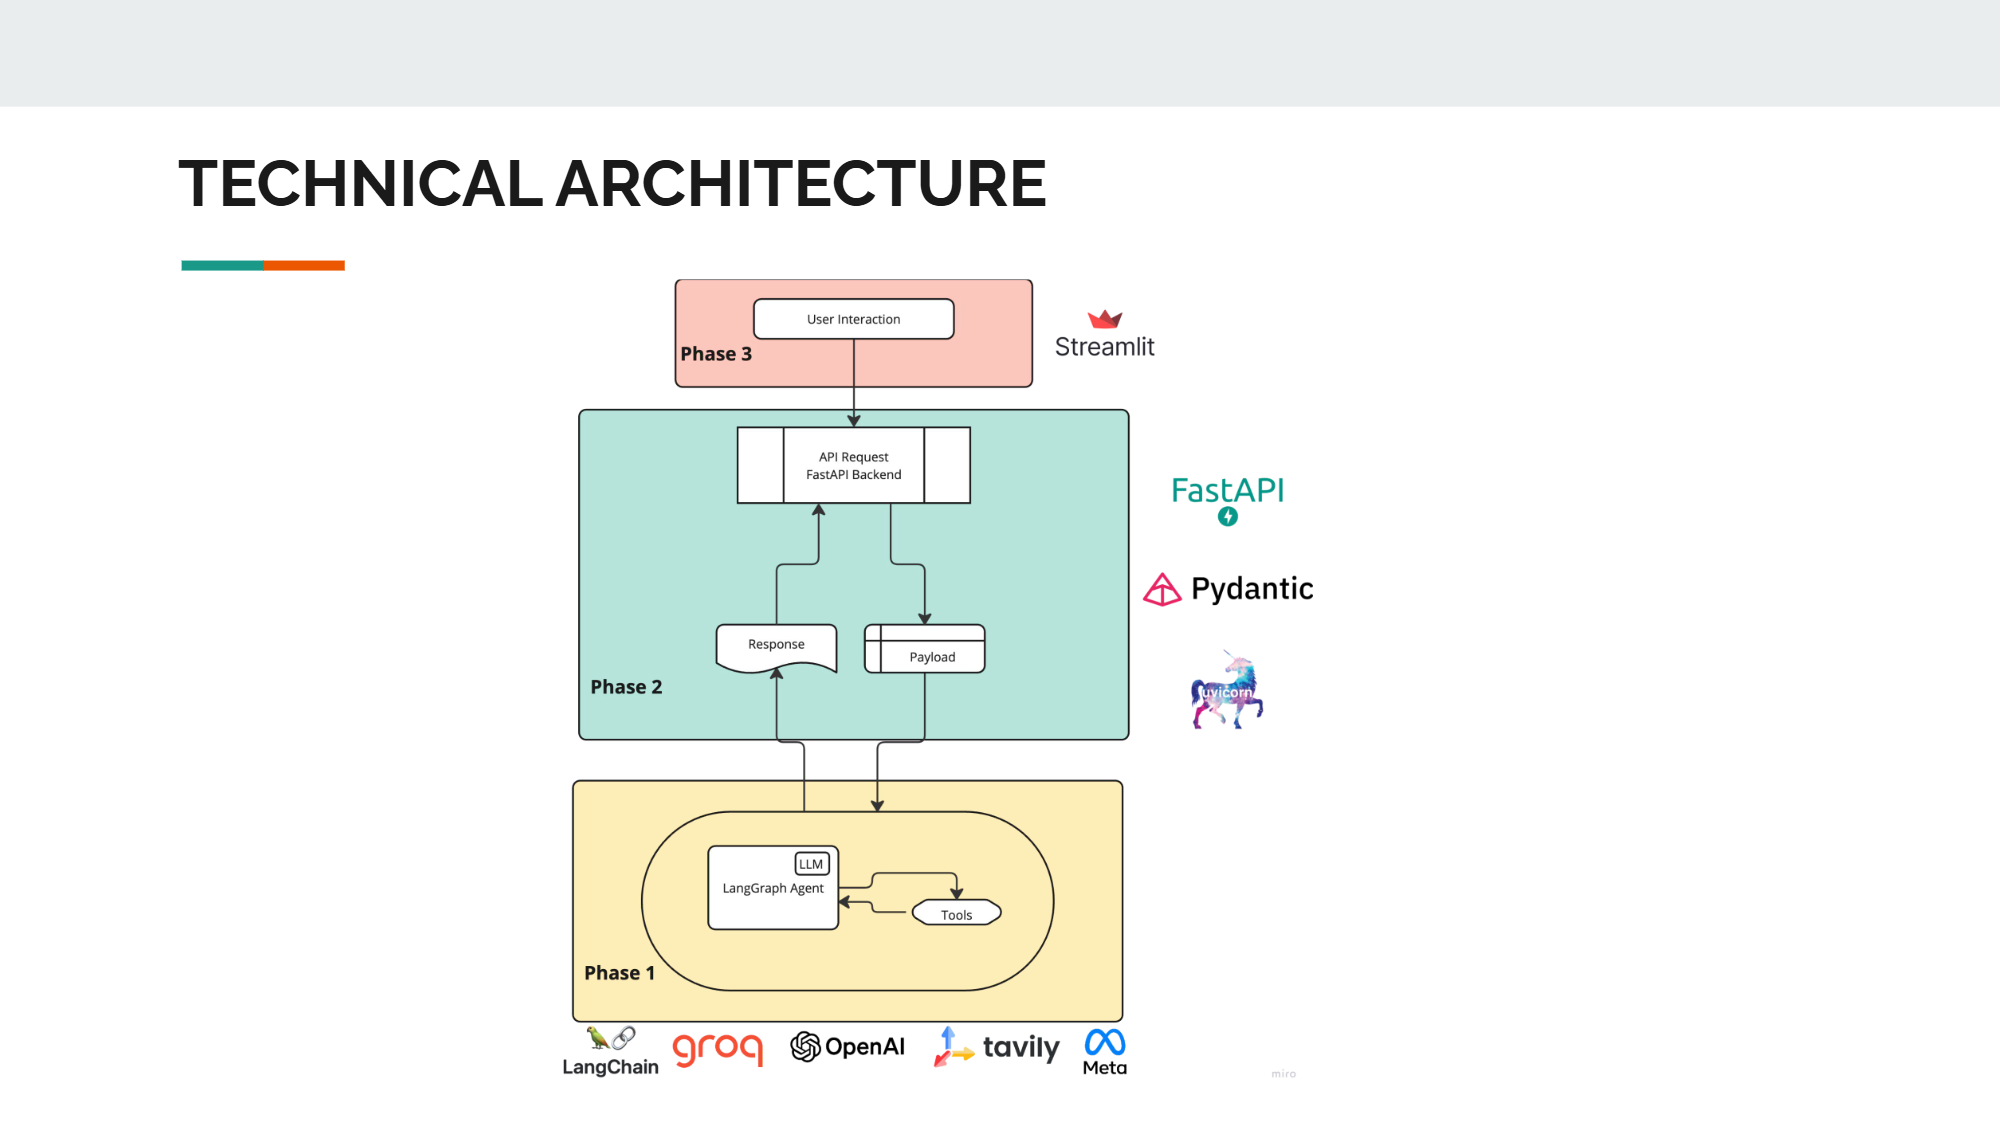 TECHNICAL ARCHITECTURE
User Interaction
Phase 3
Streamlit
API Request
FastAPI Backend
FastAPI
Pydantic
Response
Payload
Phase 2
uvicorn
LLM
LangGraph Agent
Tools
Phase 1
LangChain
groq
OpenAI
tavily
Meta
miro